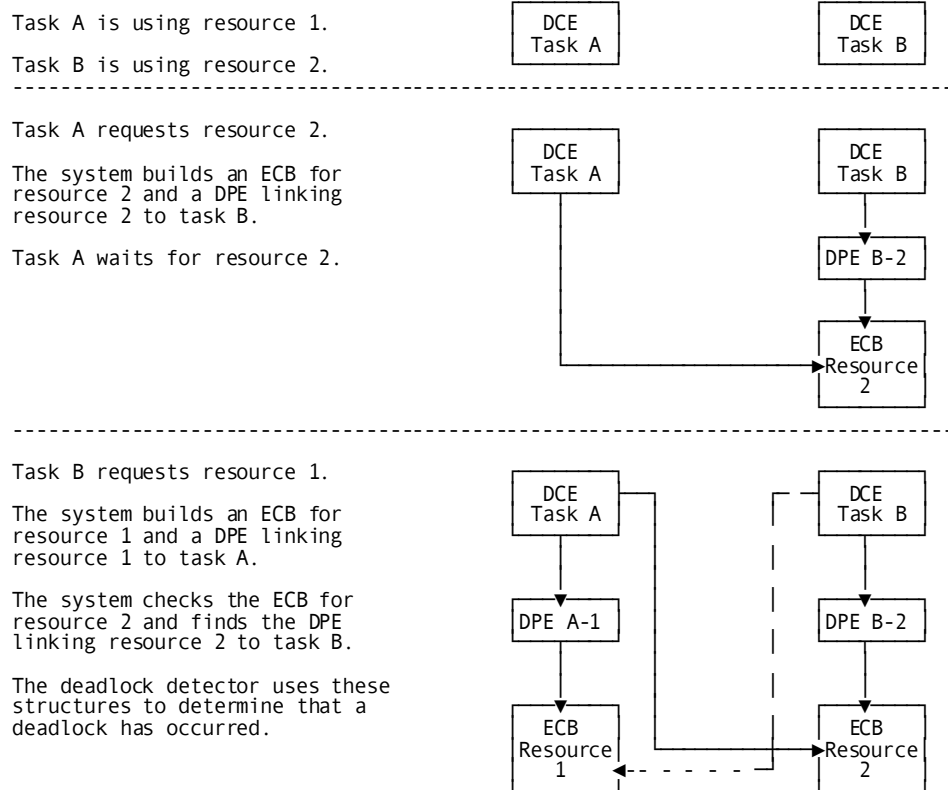 Task A is using resource 1.
Task B is using resource 2.
DCE
Task A
DCE
Task B
Task A requests resource 2.
The system builds an ECB for
resource 2 and a DPE linking
resource 2 to task B.
Task A waits for resource 2.
DCE
Task A
DCE
Task B
DPE B-2
ECB
Resource
2
Task B requests resource 1.
The system builds an ECB for
resource 1 and a DPE linking
resource 1 to task A.
The system checks the ECB for
resource 2 and finds the DPE
linking resource 2 to task B.
The deadlock detector uses these
structures to determine that a
deadlock has occurred.
DCE
Task A
DCE
Task B
DPE A-1
DPE B-2
ECB
Resource
1
ECB
Resource
2